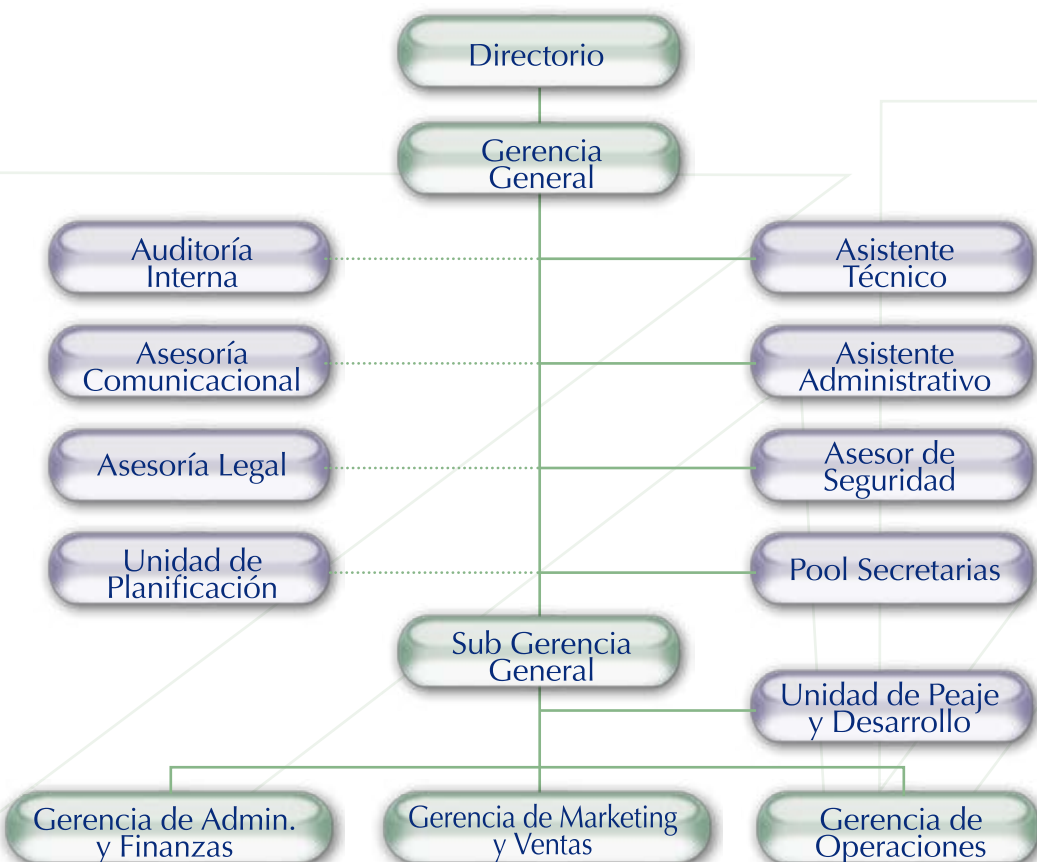 Directorio
Gerencia
General
Auditoría
Interna
Asistente
Técnico
Asesoría
Comunicacional
Asistente
Administrativo
Asesoría Legal
Asesor de
Seguridad
Unidad de
Planificación
Pool Secretarias
Sub Gerencia
General
Unidad de Peaje
y Desarrollo
Gerencia de Admin.
y Finanzas
Gerencia de Marketing
y Ventas
Gerencia de
Operaciones